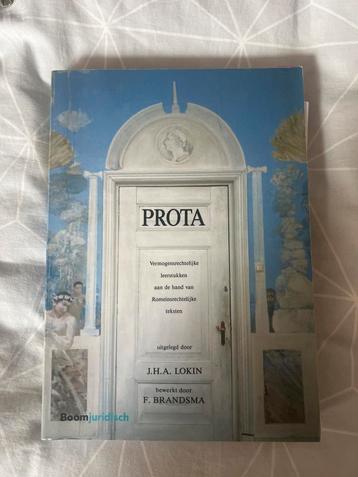 PROTA
Vermogensrechtelijke
leerstukken
aan de hand van
Romeinsrechtelijke
teksten
uitgelegd door
J.H.A. LOKIN
bewerkt door
F. BRANDSMA
Boomjuridisch